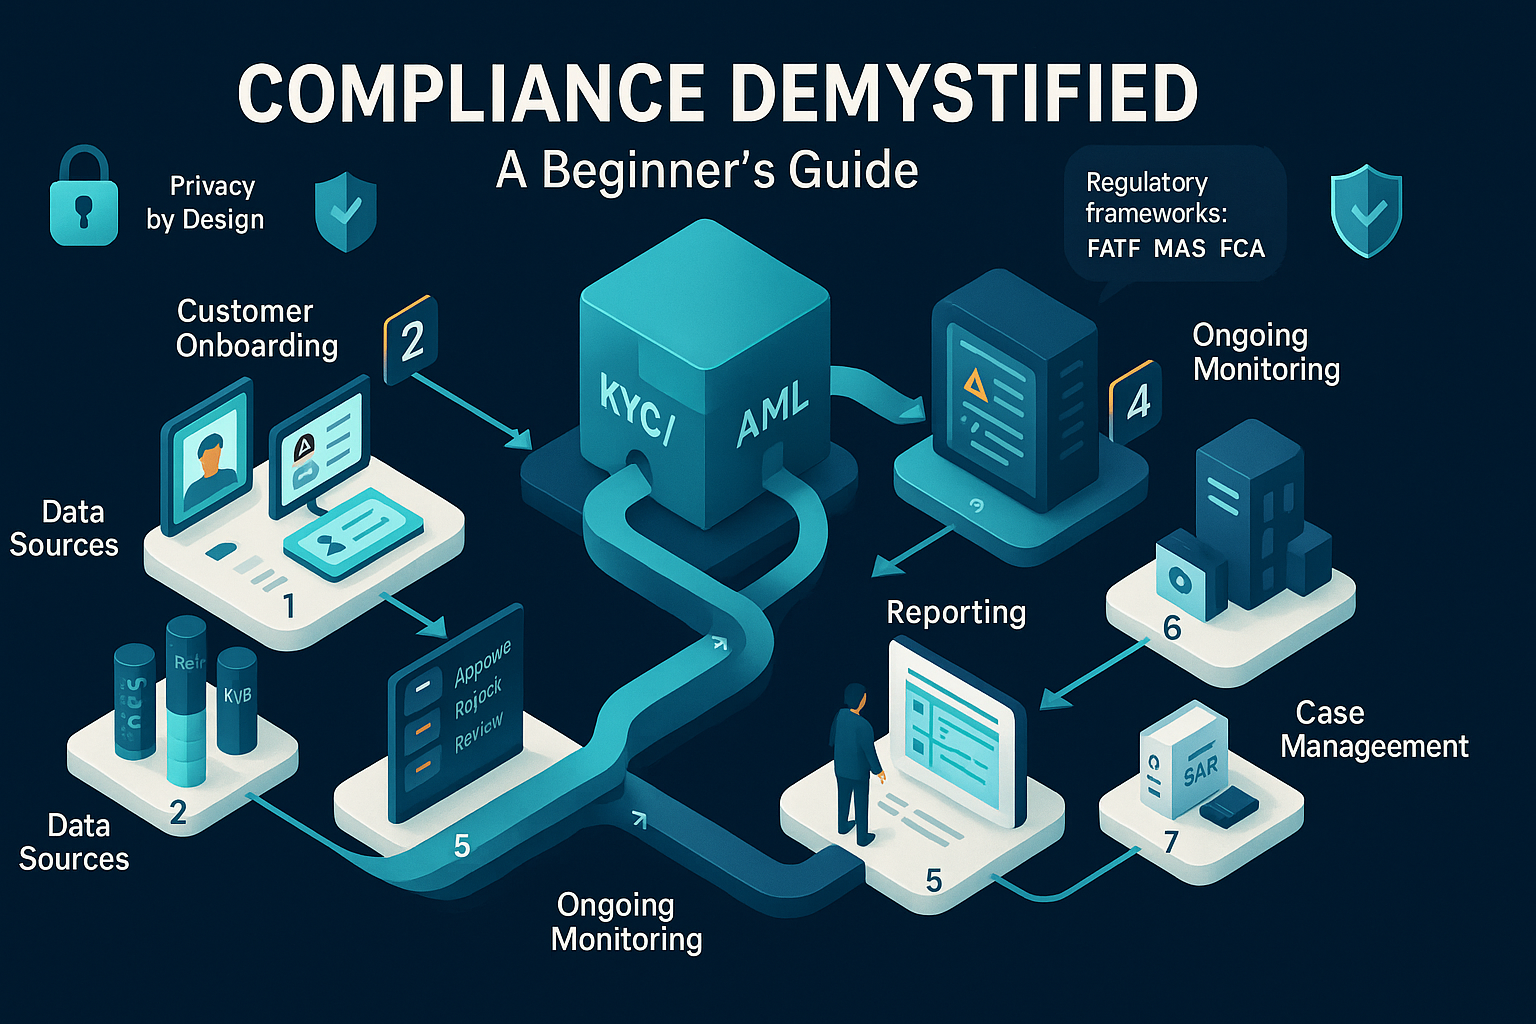 COMPLIANCE DEMYSTIFIED
A Beginner's Guide
Privacy
by Design
Regulatory
frameworks:
FATF MAS FCA
Customer
Onboarding
2
KYC/
AML
4
Ongoing
Monitoring
Data
Sources
1
6
Reporting
Appowe
Rojock
Review
5
Retr
KVB
2
Data
Sources
5
SAR
7
Case
Manageement
Ongoing
Monitoring